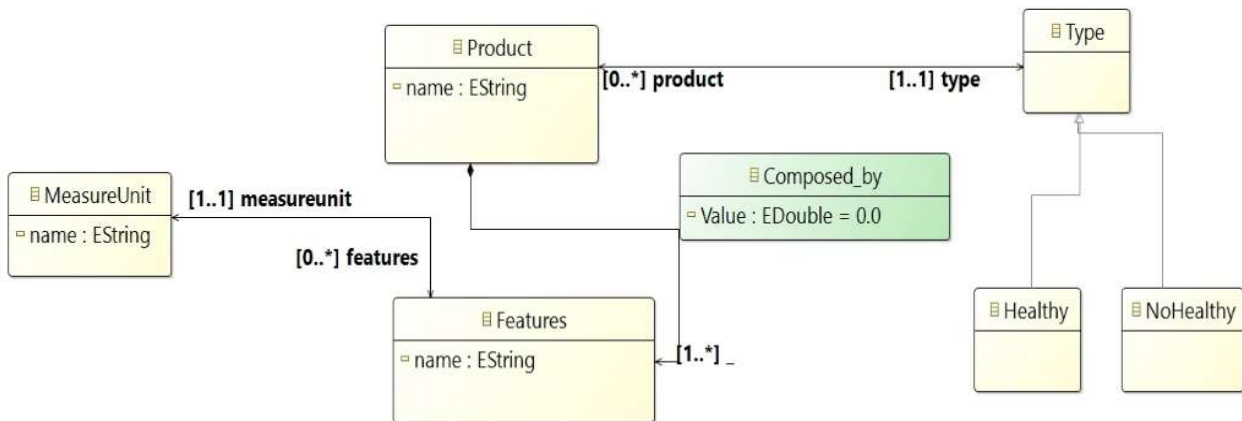 Product
name : EString
Type
[0..*] product
[1..1] type
Composed_by
Value : EDouble = 0.0
MeasureUnit
name : EString
[1..1] measureunit
[0..*] features
Features
name : EString
[1..*] _
Healthy
NoHealthy